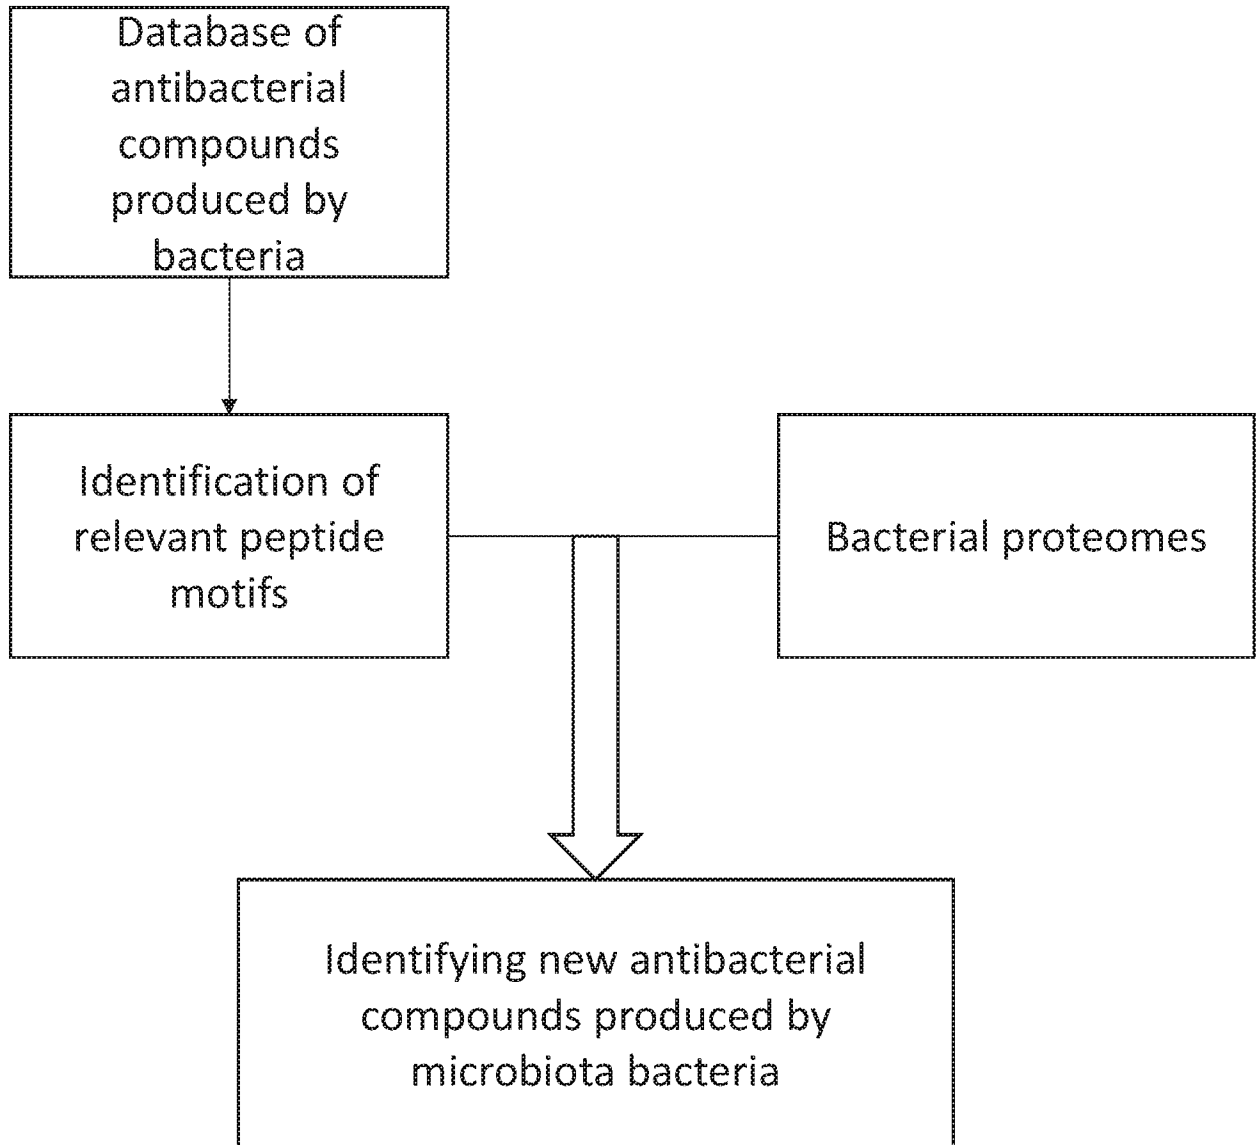 Database of
antibacterial
compounds
produced by
bacteria
Identification of
relevant peptide
motifs
Bacterial proteomes
Identifying new antibacterial
compounds produced by
microbiota bacteria